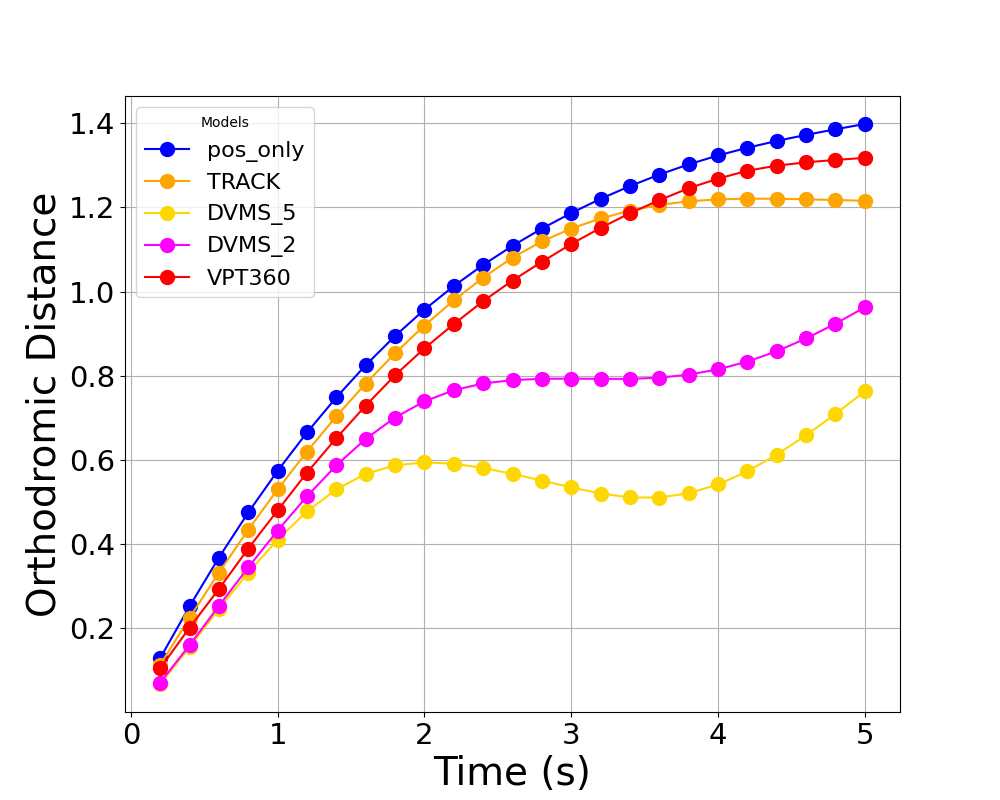 Orthodromic Distance
1.4
1.2
1.0
0.8
0.6
0.4
0.2
Models
pos_only
TRACK
DVMS_5
DVMS_2
VPT360
0 1 2 3 4 5
Time (s)